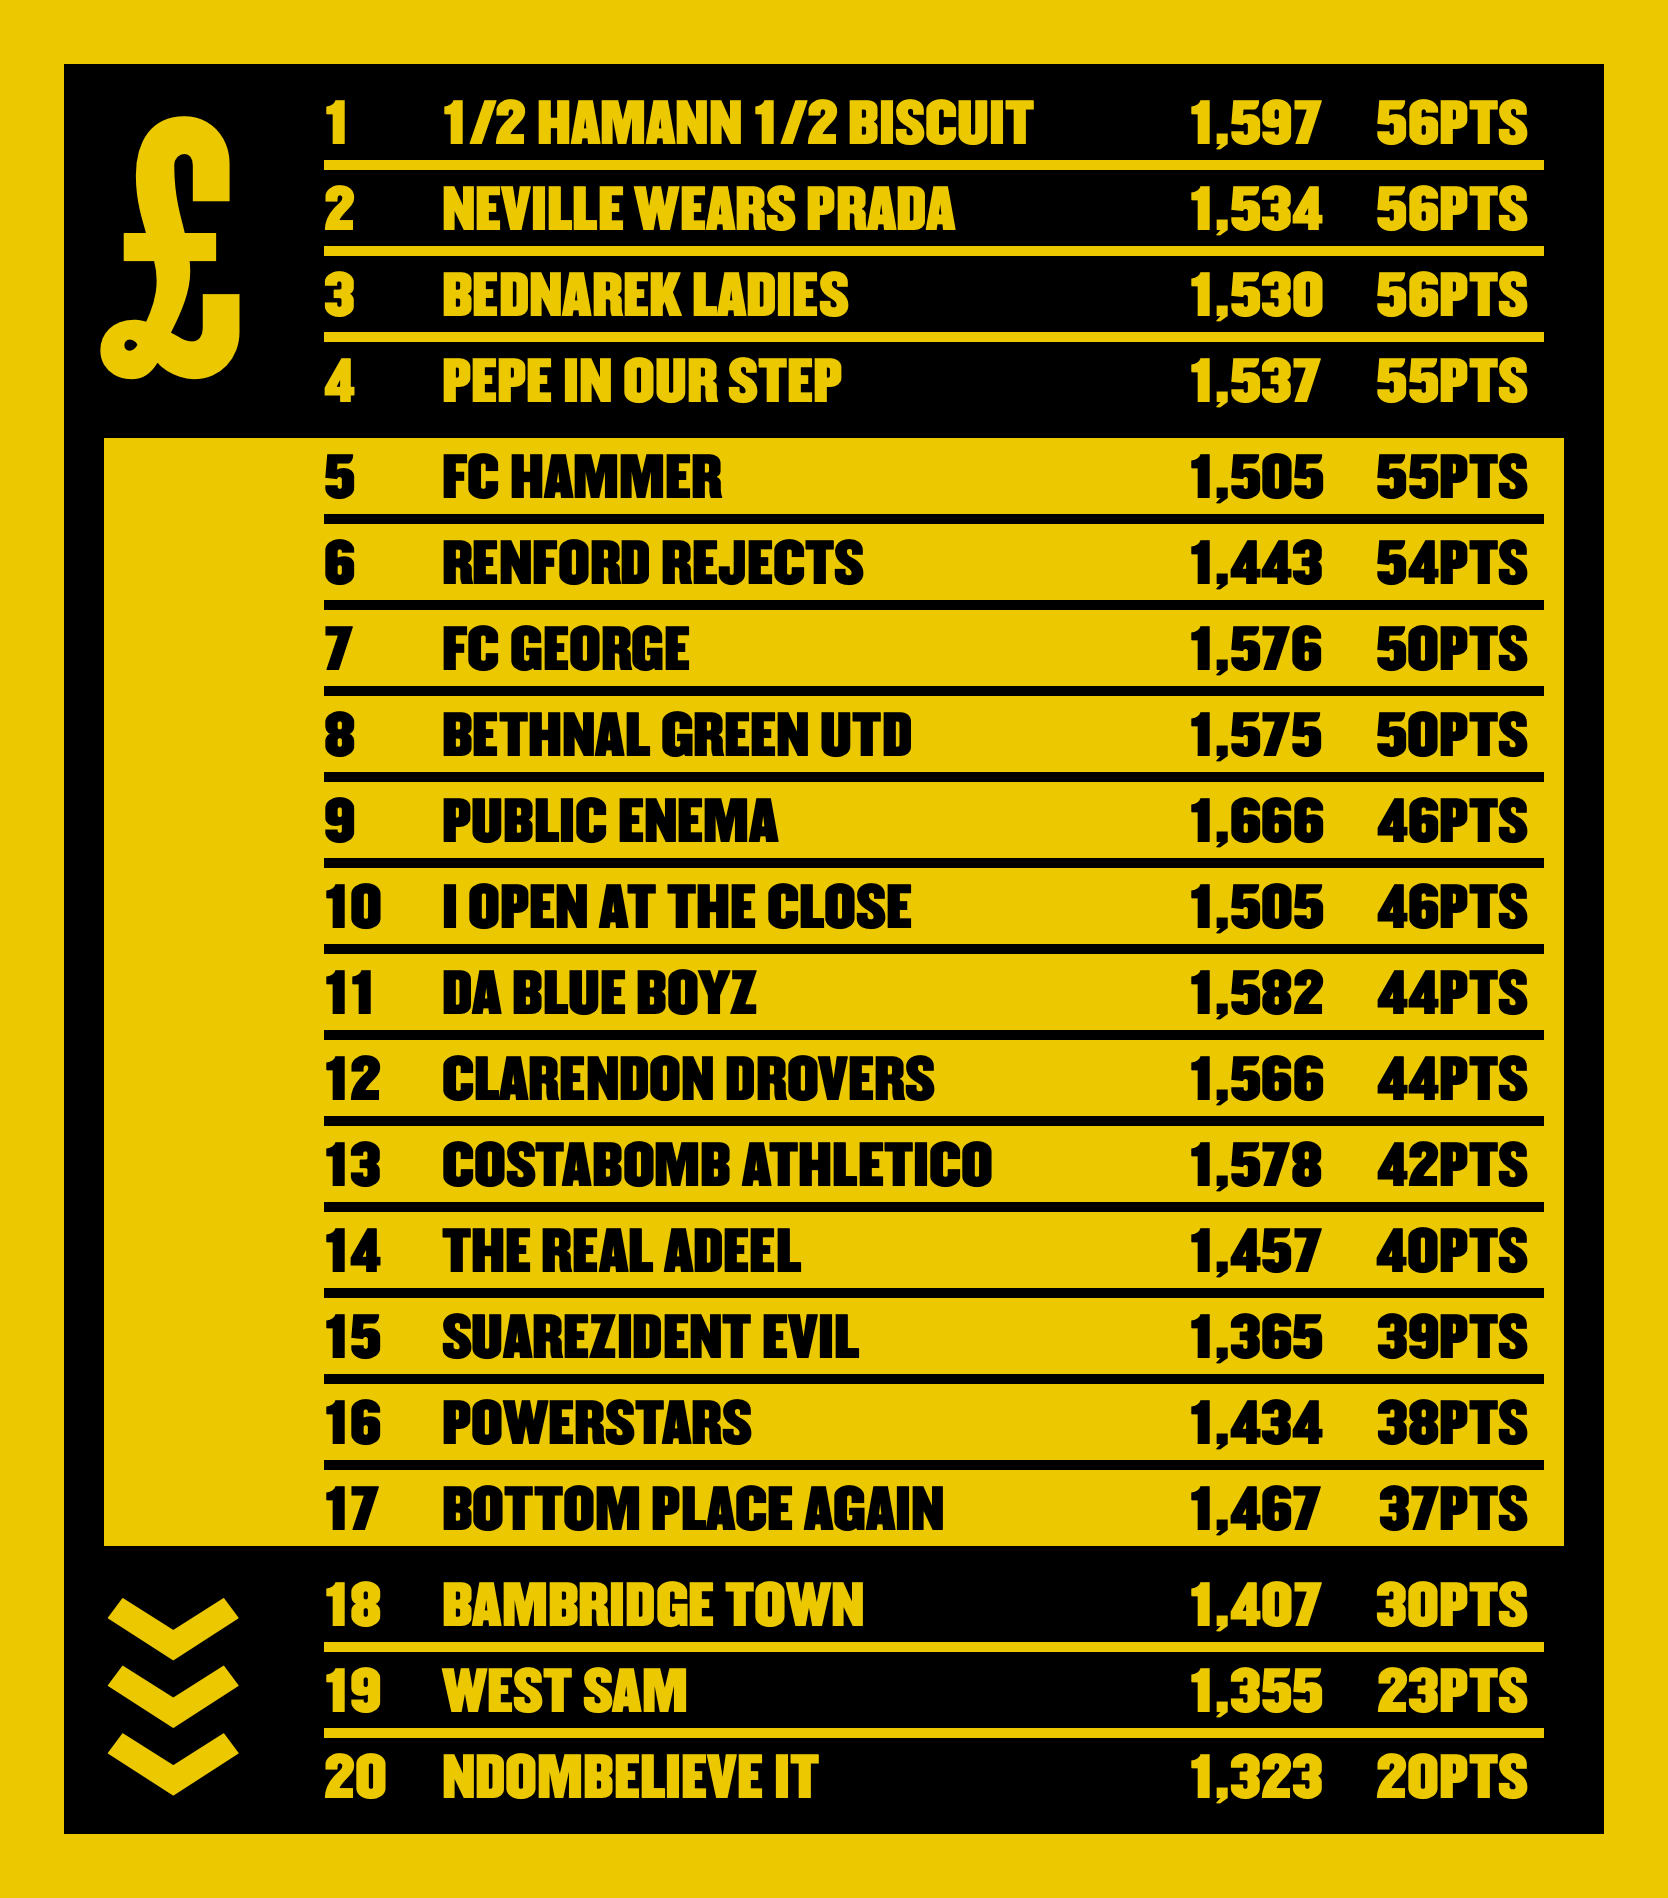 £
1 1/2 HAMANN 1/2 BISCUIT 1,597 56PTS
2 NEVILLE WEARS PRADA 1,534 56PTS
3 BEDNAREK LADIES 1,530 56PTS
4 PEPE IN OUR STEP 1,537 55PTS
5 FC HAMMER 1,505 55PTS
6 RENFORD REJECTS 1,443 54PTS
7 FC GEORGE 1,576 50PTS
8 BETHNAL GREEN UTD 1,575 50PTS
9 PUBLIC ENEMA 1,666 46PTS
10 I OPEN AT THE CLOSE 1,505 46PTS
11 DA BLUE BOYZ 1,582 44PTS
12 CLARENDON DROVERS 1,566 44PTS
13 COSTABOMB ATHLETICO 1,578 42PTS
14 THE REAL ADEEL 1,457 40PTS
15 SUAREZIDENT EVIL 1,365 39PTS
16 POWERSTARS 1,434 38PTS
17 BOTTOM PLACE AGAIN 1,467 37PTS
18 BAMBRIDGE TOWN 1,407 30PTS
19 WEST SAM 1,355 23PTS
20 NDOMBELIEVE IT 1,323 20PTS